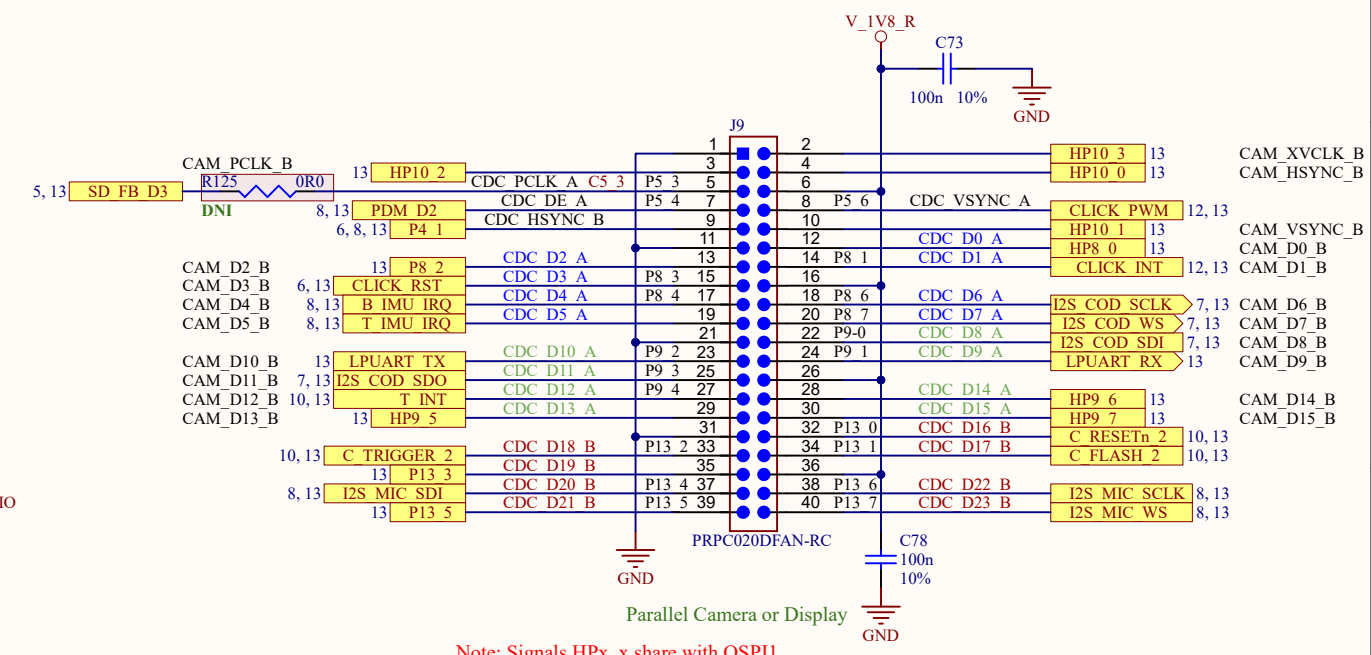 V_1V8_R
C73
100n 10%
GND
J9
1 2
CAM_PCLK_B HP10_3 13 CAM_XVCLK_B
13 HP10_2 3 4 HP10_0 13 CAM_HSYNC_B
R125 0R0
5, 13 SD_FB_D3 CDC_PCLK_A C5_3 P5_3 5 6
DNI
8, 13 PDM_D2 CDC_DE_A P5_4 7 8 P5_6 CDC_VSYNC_A CLICK_PWM 12, 13
6, 8, 13 P4_1 CDC_HSYNC_B 9 10 HP10_1 13 CAM_VSYNC_B
11 12 CDC_D0_A HP8_0 13 CAM_D0_B
CAM_D2_B 13 P8_2 CDC_D2_A 13 14 P8_1 CDC_D1_A CLICK_INT 12, 13 CAM_D1_B
CAM_D3_B 6, 13 CLICK_RST CDC_D3_A P8_3 15 16
CAM_D4_B 8, 13 B_IMU_IRQ CDC_D4_A P8_4 17 18 P8_6 CDC_D6_A I2S_COD_SCLK 7, 13 CAM_D6_B
CAM_D5_B 8, 13 T_IMU_IRQ CDC_D5_A 19 20 P8_7 CDC_D7_A I2S_COD_WS 7, 13 CAM_D7_B
21 22 P9-0 CDC_D8_A I2S_COD_SDI 7, 13 CAM_D8_B
CAM_D10_B 13 LPUART_TX CDC_D10_A P9_2 23 24 P9_1 CDC_D9_A LPUART_RX 13 CAM_D9_B
CAM_D11_B 7, 13 I2S_COD_SDO CDC_D11_A P9_3 25 26
CAM_D12_B 10, 13 T_INT CDC_D12_A P9_4 27 28 CDC_D14_A HP9_6 13 CAM_D14_B
CAM_D13_B 13 HP9_5 CDC_D13_A 29 30 CDC_D15_A HP9_7 13 CAM_D15_B
31 32 P13_0 CDC_D16_B C_RESETn_2 10, 13
10, 13 C_TRIGGER_2 CDC_D18_B P13_2 33 34 P13_1 CDC_D17_B C_FLASH_2 10, 13
13 P13_3 CDC_D19_B 35 36
IO 8, 13 I2S_MIC_SDI CDC_D20_B P13_4 37 38 P13_6 CDC_D22_B I2S_MIC_SCLK 8, 13
13 P13_5 CDC_D21_B P13_5 39 40 P13_7 CDC_D23_B I2S_MIC_WS 8, 13
PRPC020DFAN-RC
C78
100n
10%
GND
Parallel Camera or Display
GND
Note: Signals HPx_x share with OSPI1